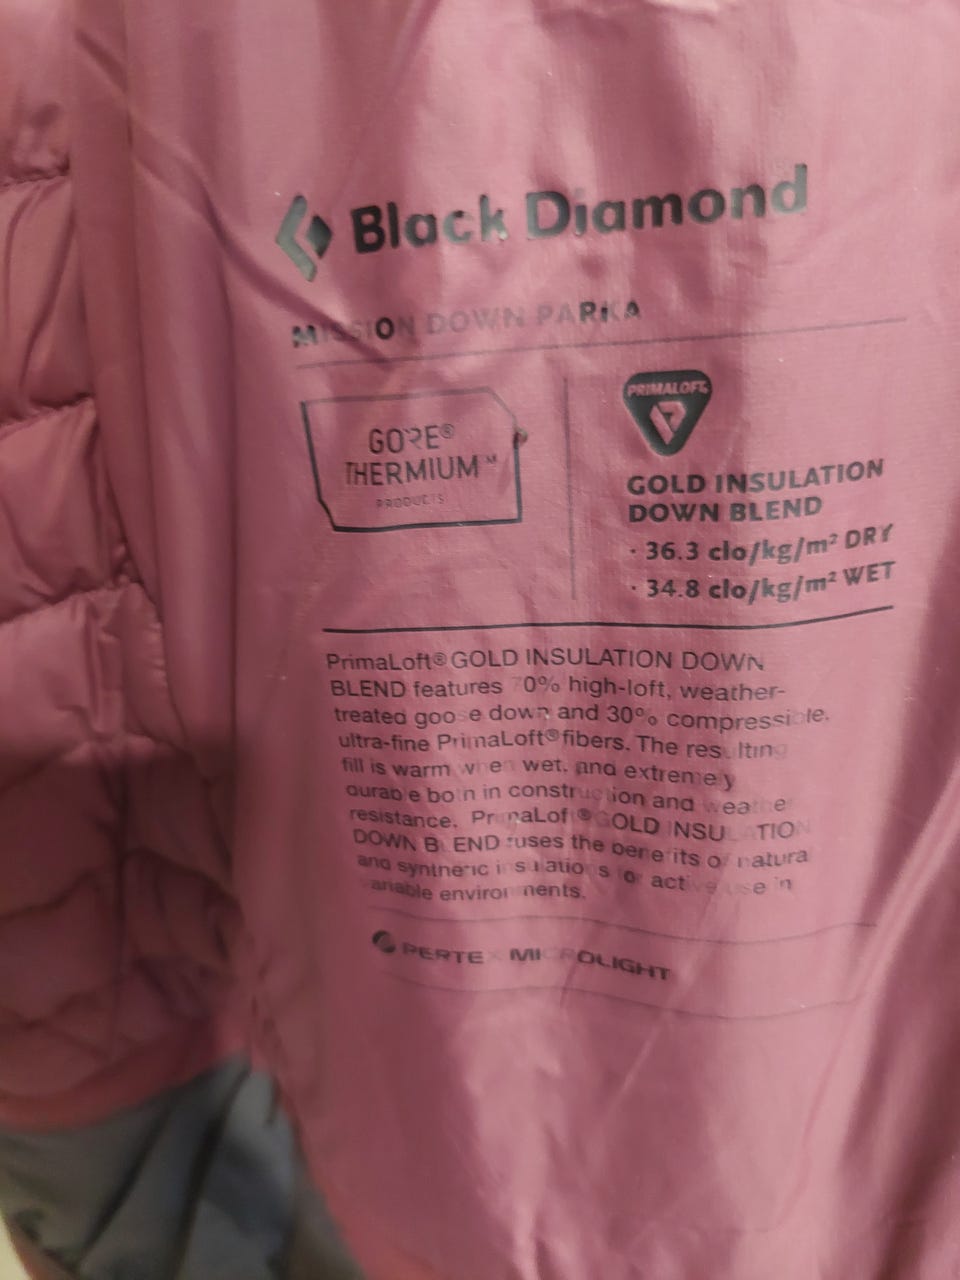 Black Diamond
MISSION DOWN PARKA
GORE®
THERMIUM™
PRODUCTS
PRIMALOFT®
GOLD INSULATION
DOWN BLEND
· 36.3 clo/kg/m² DRY
· 34.8 clo/kg/m² WET
PrimaLoft® GOLD INSULATION DOWN
BLEND features 70% high-loft, weather-
treated goose down and 30% compressible,
ultra-fine PrimaLoft® fibers. The resulting
fill is warm when wet, and extremely
durable both in construction and weather
resistance. PrimaLoft® GOLD INSULATION
DOWN BLEND fuses the benefits of natural
and synthetic insulations for active use in
variable environments.
PERTEX MICROLIGHT